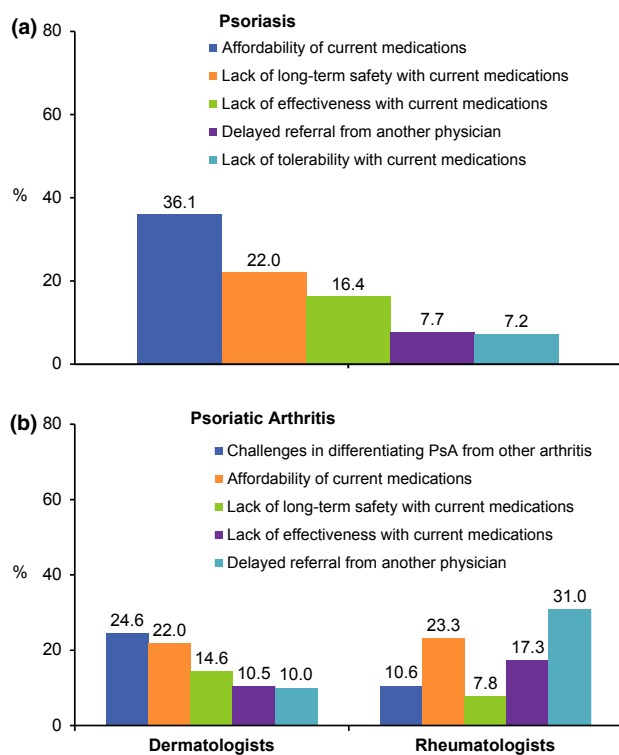 (a)
Psoriasis
80
Affordability of current medications
Lack of long-term safety with current medications
60
Lack of effectiveness with current medications
Delayed referral from another physician
Lack of tolerability with current medications
%
40
36.1
22.0
20
16.4
7.7
7.2
0
(b)
Psoriatic Arthritis
80
Challenges in differentiating PsA from other arthritis
Affordability of current medications
60
Lack of long-term safety with current medications
Lack of effectiveness with current medications
Delayed referral from another physician
%
40
24.6
22.0
14.6
10.5
10.0
10.6
23.3
7.8
17.3
31.0
20
0
Dermatologists
Rheumatologists